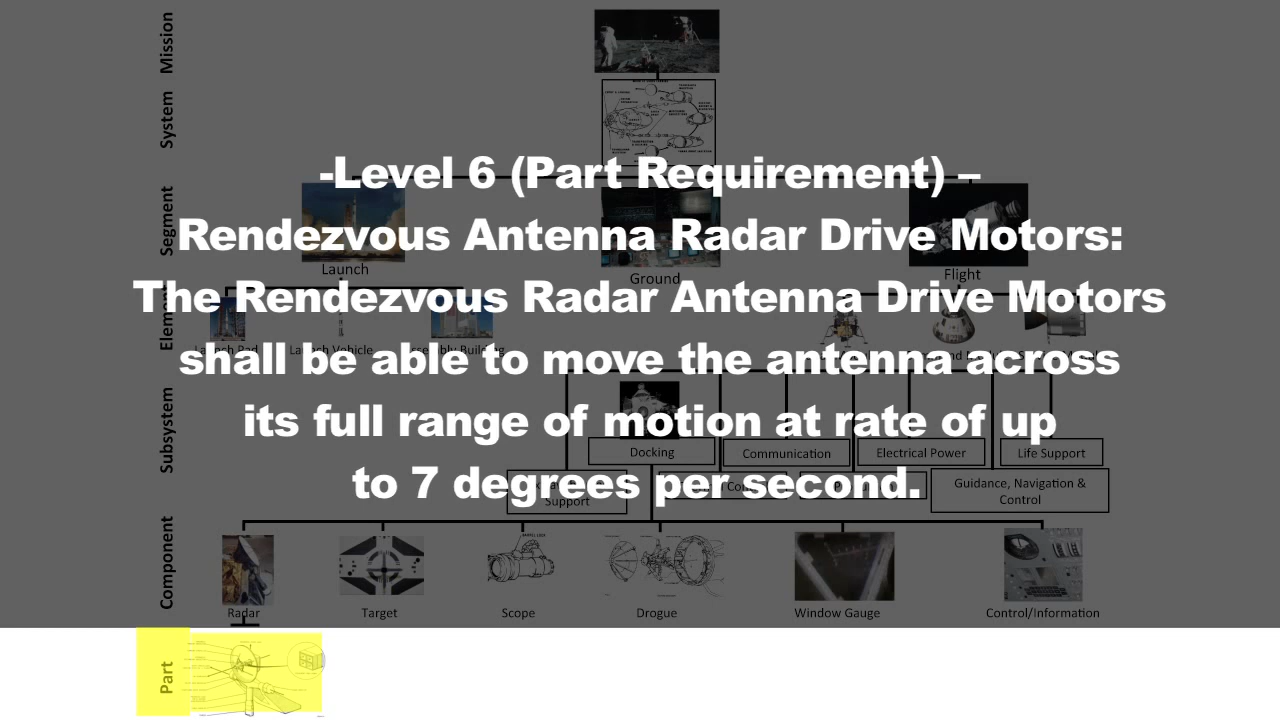 Mission
System
-Level 6 (Part Requirement) –
Segment
Rendezvous Antenna Radar Drive Motors:
Launch
Ground
Flight
The Rendezvous Radar Antenna Drive Motors
Launch Vehicle
shall be able to move the antenna across
Subsystem
its full range of motion at rate of up
Docking
Communication
Electrical Power
Life Support
to 7 degrees per second.
Support
Guidance, Navigation &
Control
Component
Radar
Target
Scope
Drogue
Window Gauge
Control/Information
Part